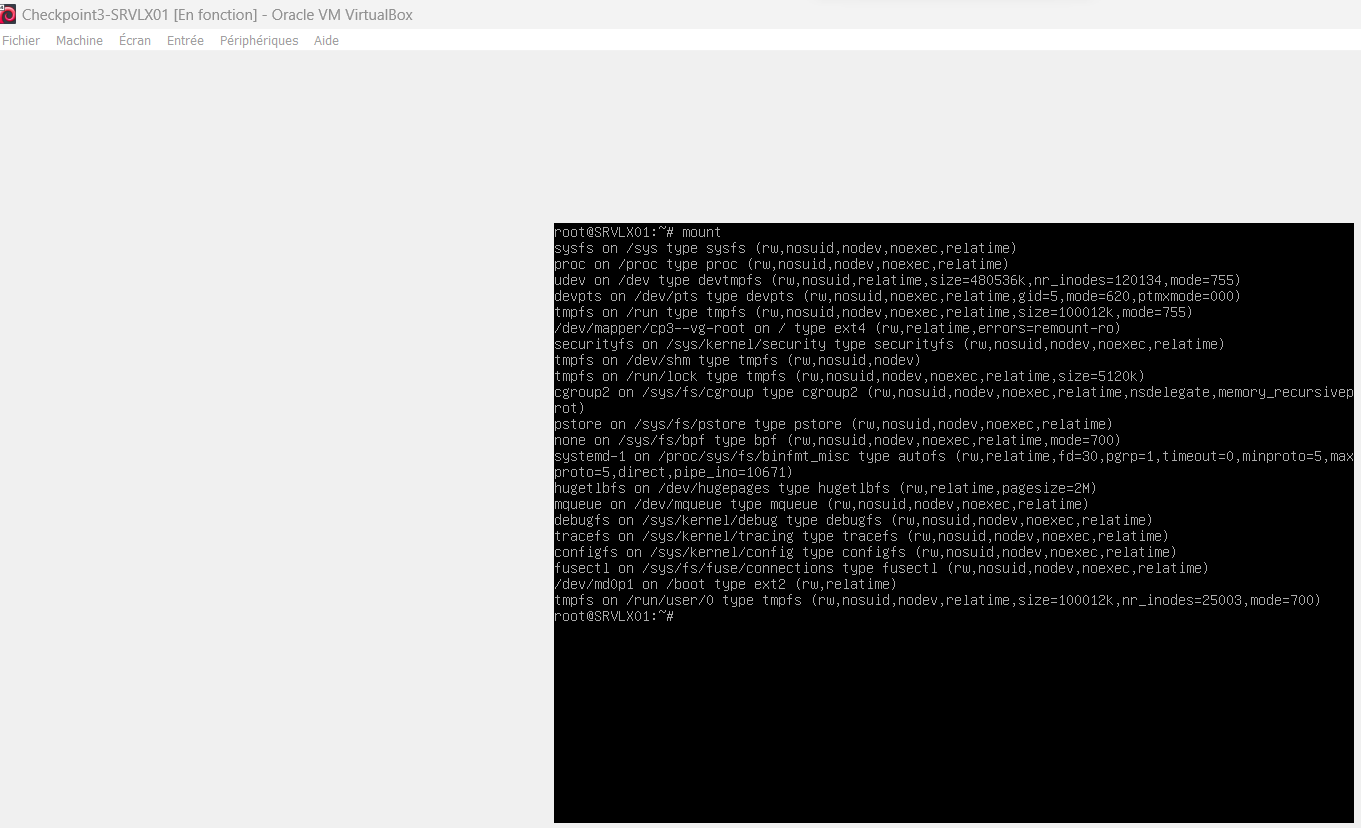 Checkpoint3-SRVLX01 [En fonction] - Oracle VM VirtualBox
Fichier Machine Écran Entrée Périphériques Aide
root@SRVLX01:~# mount
sysfs on /sys type sysfs (rw,nosuid,nodev,noexec,relatime)
proc on /proc type proc (rw,nosuid,nodev,noexec,relatime)
udev on /dev type devtmpfs (rw,nosuid,relatime,size=480536k,nr_inodes=120134,mode=755)
devpts on /dev/pts type devpts (rw,nosuid,noexec,relatime,gid=5,mode=620,ptmxmode=000)
tmpfs on /run type tmpfs (rw,nosuid,nodev,noexec,relatime,size=100012k,mode=755)
/dev/mapper/cp3--vg-root on / type ext4 (rw,relatime,errors=remount-ro)
securityfs on /sys/kernel/security type securityfs (rw,nosuid,nodev,noexec,relatime)
tmpfs on /dev/shm type tmpfs (rw,nosuid,nodev)
tmpfs on /run/lock type tmpfs (rw,nosuid,nodev,noexec,relatime,size=5120k)
cgroup2 on /sys/fs/cgroup type cgroup2 (rw,nosuid,nodev,noexec,relatime,nsdelegate,memory_recursivep
rot)
pstore on /sys/fs/pstore type pstore (rw,nosuid,nodev,noexec,relatime)
none on /sys/fs/bpf type bpf (rw,nosuid,nodev,noexec,relatime,mode=700)
systemd-1 on /proc/sys/fs/binfmt_misc type autofs (rw,relatime,fd=30,pgrp=1,timeout=0,minproto=5,max
proto=5,direct,pipe_ino=10671)
hugetlbfs on /dev/hugepages type hugetlbfs (rw,relatime,pagesize=2M)
mqueue on /dev/mqueue type mqueue (rw,nosuid,nodev,noexec,relatime)
debugfs on /sys/kernel/debug type debugfs (rw,nosuid,nodev,noexec,relatime)
tracefs on /sys/kernel/tracing type tracefs (rw,nosuid,nodev,noexec,relatime)
configfs on /sys/kernel/config type configfs (rw,nosuid,nodev,noexec,relatime)
fusectl on /sys/fs/fuse/connections type fusectl (rw,nosuid,nodev,noexec,relatime)
/dev/md0p1 on /boot type ext2 (rw,relatime)
tmpfs on /run/user/0 type tmpfs (rw,nosuid,nodev,relatime,size=100012k,nr_inodes=25003,mode=700)
root@SRVLX01:~#